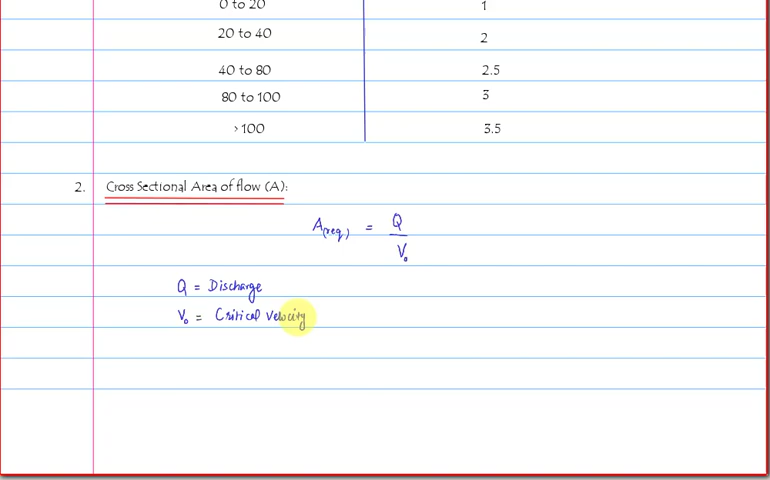 0 to 20 1
20 to 40 2
40 to 80 2.5
80 to 100 3
>100 3.5
2. Cross Sectional Area of flow (A):
A(req) = Q / V₀
Q = Discharge
V₀ = Critical velocity